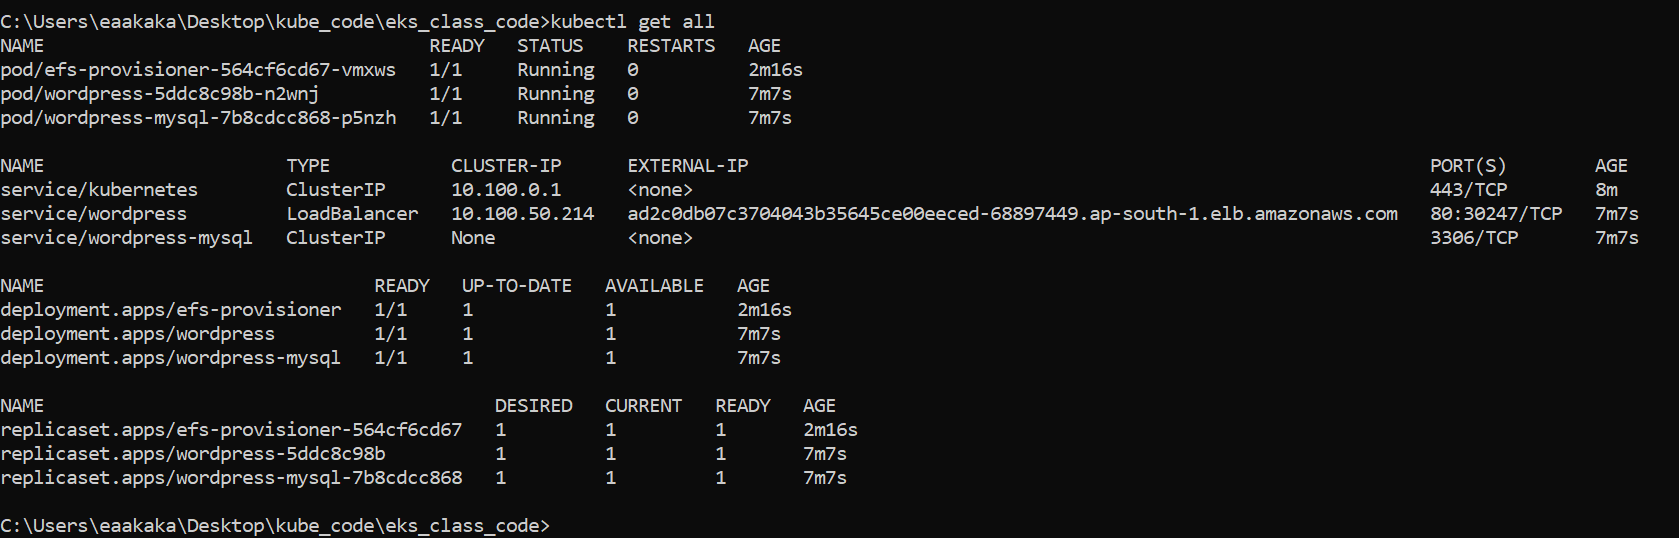 C:\Users\eaakaka\Desktop\kube_code\eks_class_code>kubectl get all
NAME                                   READY   STATUS    RESTARTS   AGE
pod/efs-provisioner-564cf6cd67-vmxws   1/1     Running   0          2m16s
pod/wordpress-5ddc8c98b-n2wnj          1/1     Running   0          7m7s
pod/wordpress-mysql-7b8cdcc868-p5nzh   1/1     Running   0          7m7s
NAME                      TYPE           CLUSTER-IP      EXTERNAL-IP                                                               PORT(S)        AGE
service/kubernetes        ClusterIP      10.100.0.1      <none>                                                                    443/TCP        8m
service/wordpress         LoadBalancer   10.100.50.214   ad2c0db07c3704043b35645ce00eeced-68897449.ap-south-1.elb.amazonaws.com   80:30247/TCP   7m7s
service/wordpress-mysql   ClusterIP      None            <none>                                                                    3306/TCP       7m7s
NAME                              READY   UP-TO-DATE   AVAILABLE   AGE
deployment.apps/efs-provisioner   1/1     1            1           2m16s
deployment.apps/wordpress         1/1     1            1           7m7s
deployment.apps/wordpress-mysql   1/1     1            1           7m7s
NAME                                         DESIRED   CURRENT   READY   AGE
replicaset.apps/efs-provisioner-564cf6cd67   1         1         1       2m16s
replicaset.apps/wordpress-5ddc8c98b          1         1         1       7m7s
replicaset.apps/wordpress-mysql-7b8cdcc868   1         1         1       7m7s
C:\Users\eaakaka\Desktop\kube_code\eks_class_code>